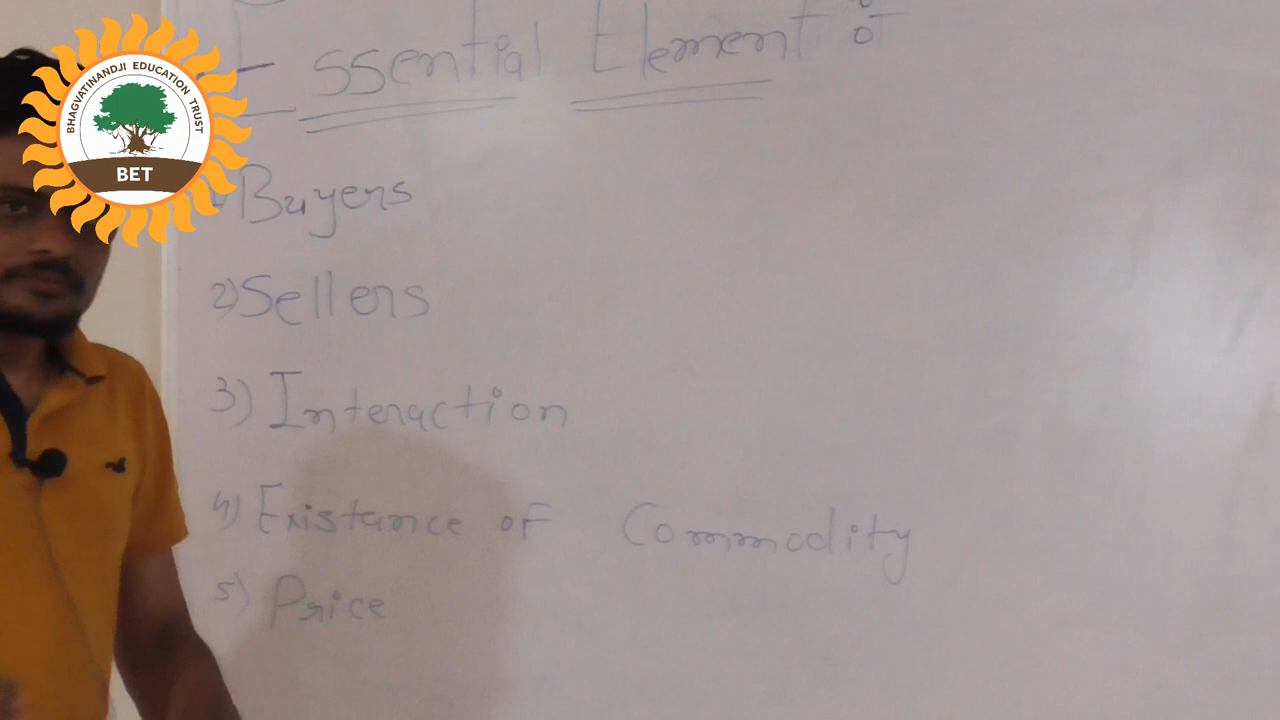 BHAGVATINANDJI EDUCATION TRUST
BET
Essential Element of
Buyers
2) Sellers
3) Interaction
4) Existance of Commodity
5) Price